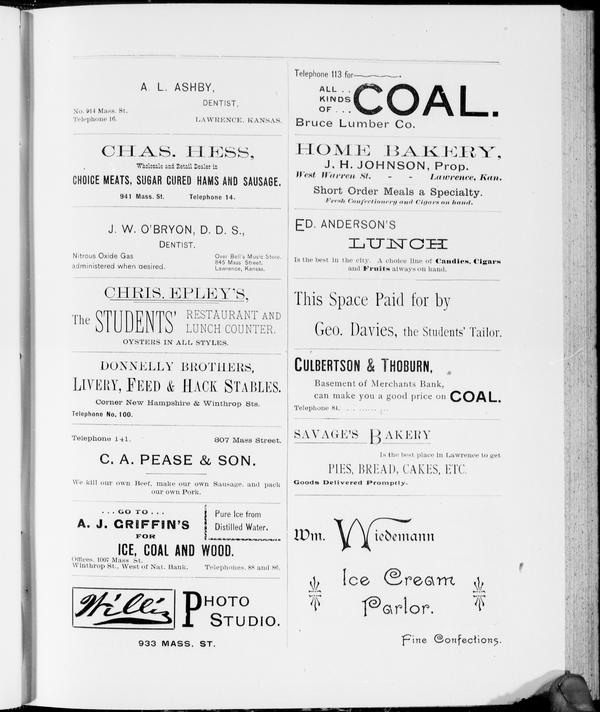 A. L. ASHBY,
DENTIST,
No. 914 Mass. St.
Telephone 16.
LAWRENCE, KANSAS.
CHAS. HESS,
Wholesale and Retail Dealer in
CHOICE MEATS, SUGAR CURED HAMS AND SAUSAGE.
941 Mass. St. Telephone 14.
J. W. O'BRYON, D. D. S.,
DENTIST.
Nitrous Oxide Gas
administered when desired.
Over Bell's Music Store,
845 Mass Street,
Lawrence, Kansas.
CHRIS. EPLEY'S,
The STUDENTS' RESTAURANT AND
LUNCH COUNTER.
OYSTERS IN ALL STYLES.
DONNELLY BROTHERS,
LIVERY, FEED & HACK STABLES.
Corner New Hampshire & Winthrop Sts.
Telephone No. 100.
Telephone 141. 807 Mass Street.
C. A. PEASE & SON.
We kill our own Beef, make our own Sausage, and pack
our own Pork.
... GO TO ...
A. J. GRIFFIN'S
FOR
Pure Ice from
Distilled Water.
ICE, COAL AND WOOD.
Offices, 1007 Mass St.
Winthrop St., West of Nat. Bank. Telephones, 88 and 86.
Willis PHOTO
STUDIO.
933 MASS. ST.
Telephone 113 for
ALL . .
KINDS
OF . . .
COAL.
Bruce Lumber Co.
HOME BAKERY,
J. H. JOHNSON, Prop.
West Warren St. - - Lawrence, Kan.
Short Order Meals a Specialty.
Fresh Confectionery and Cigars on hand.
ED. ANDERSON'S
LUNCH
Is the best in the city. A choice line of Candies, Cigars
and Fruits always on hand.
This Space Paid for by
Geo. Davies, the Students' Tailor.
CULBERTSON & THOBURN,
Basement of Merchants Bank,
can make you a good price on COAL.
Telephone 81.
SAVAGE'S BAKERY
Is the best place in Lawrence to get
PIES, BREAD, CAKES, ETC.
Goods Delivered Promptly.
Wm. Wiedemann
Ice Cream
Parlor.
Fine Confections.